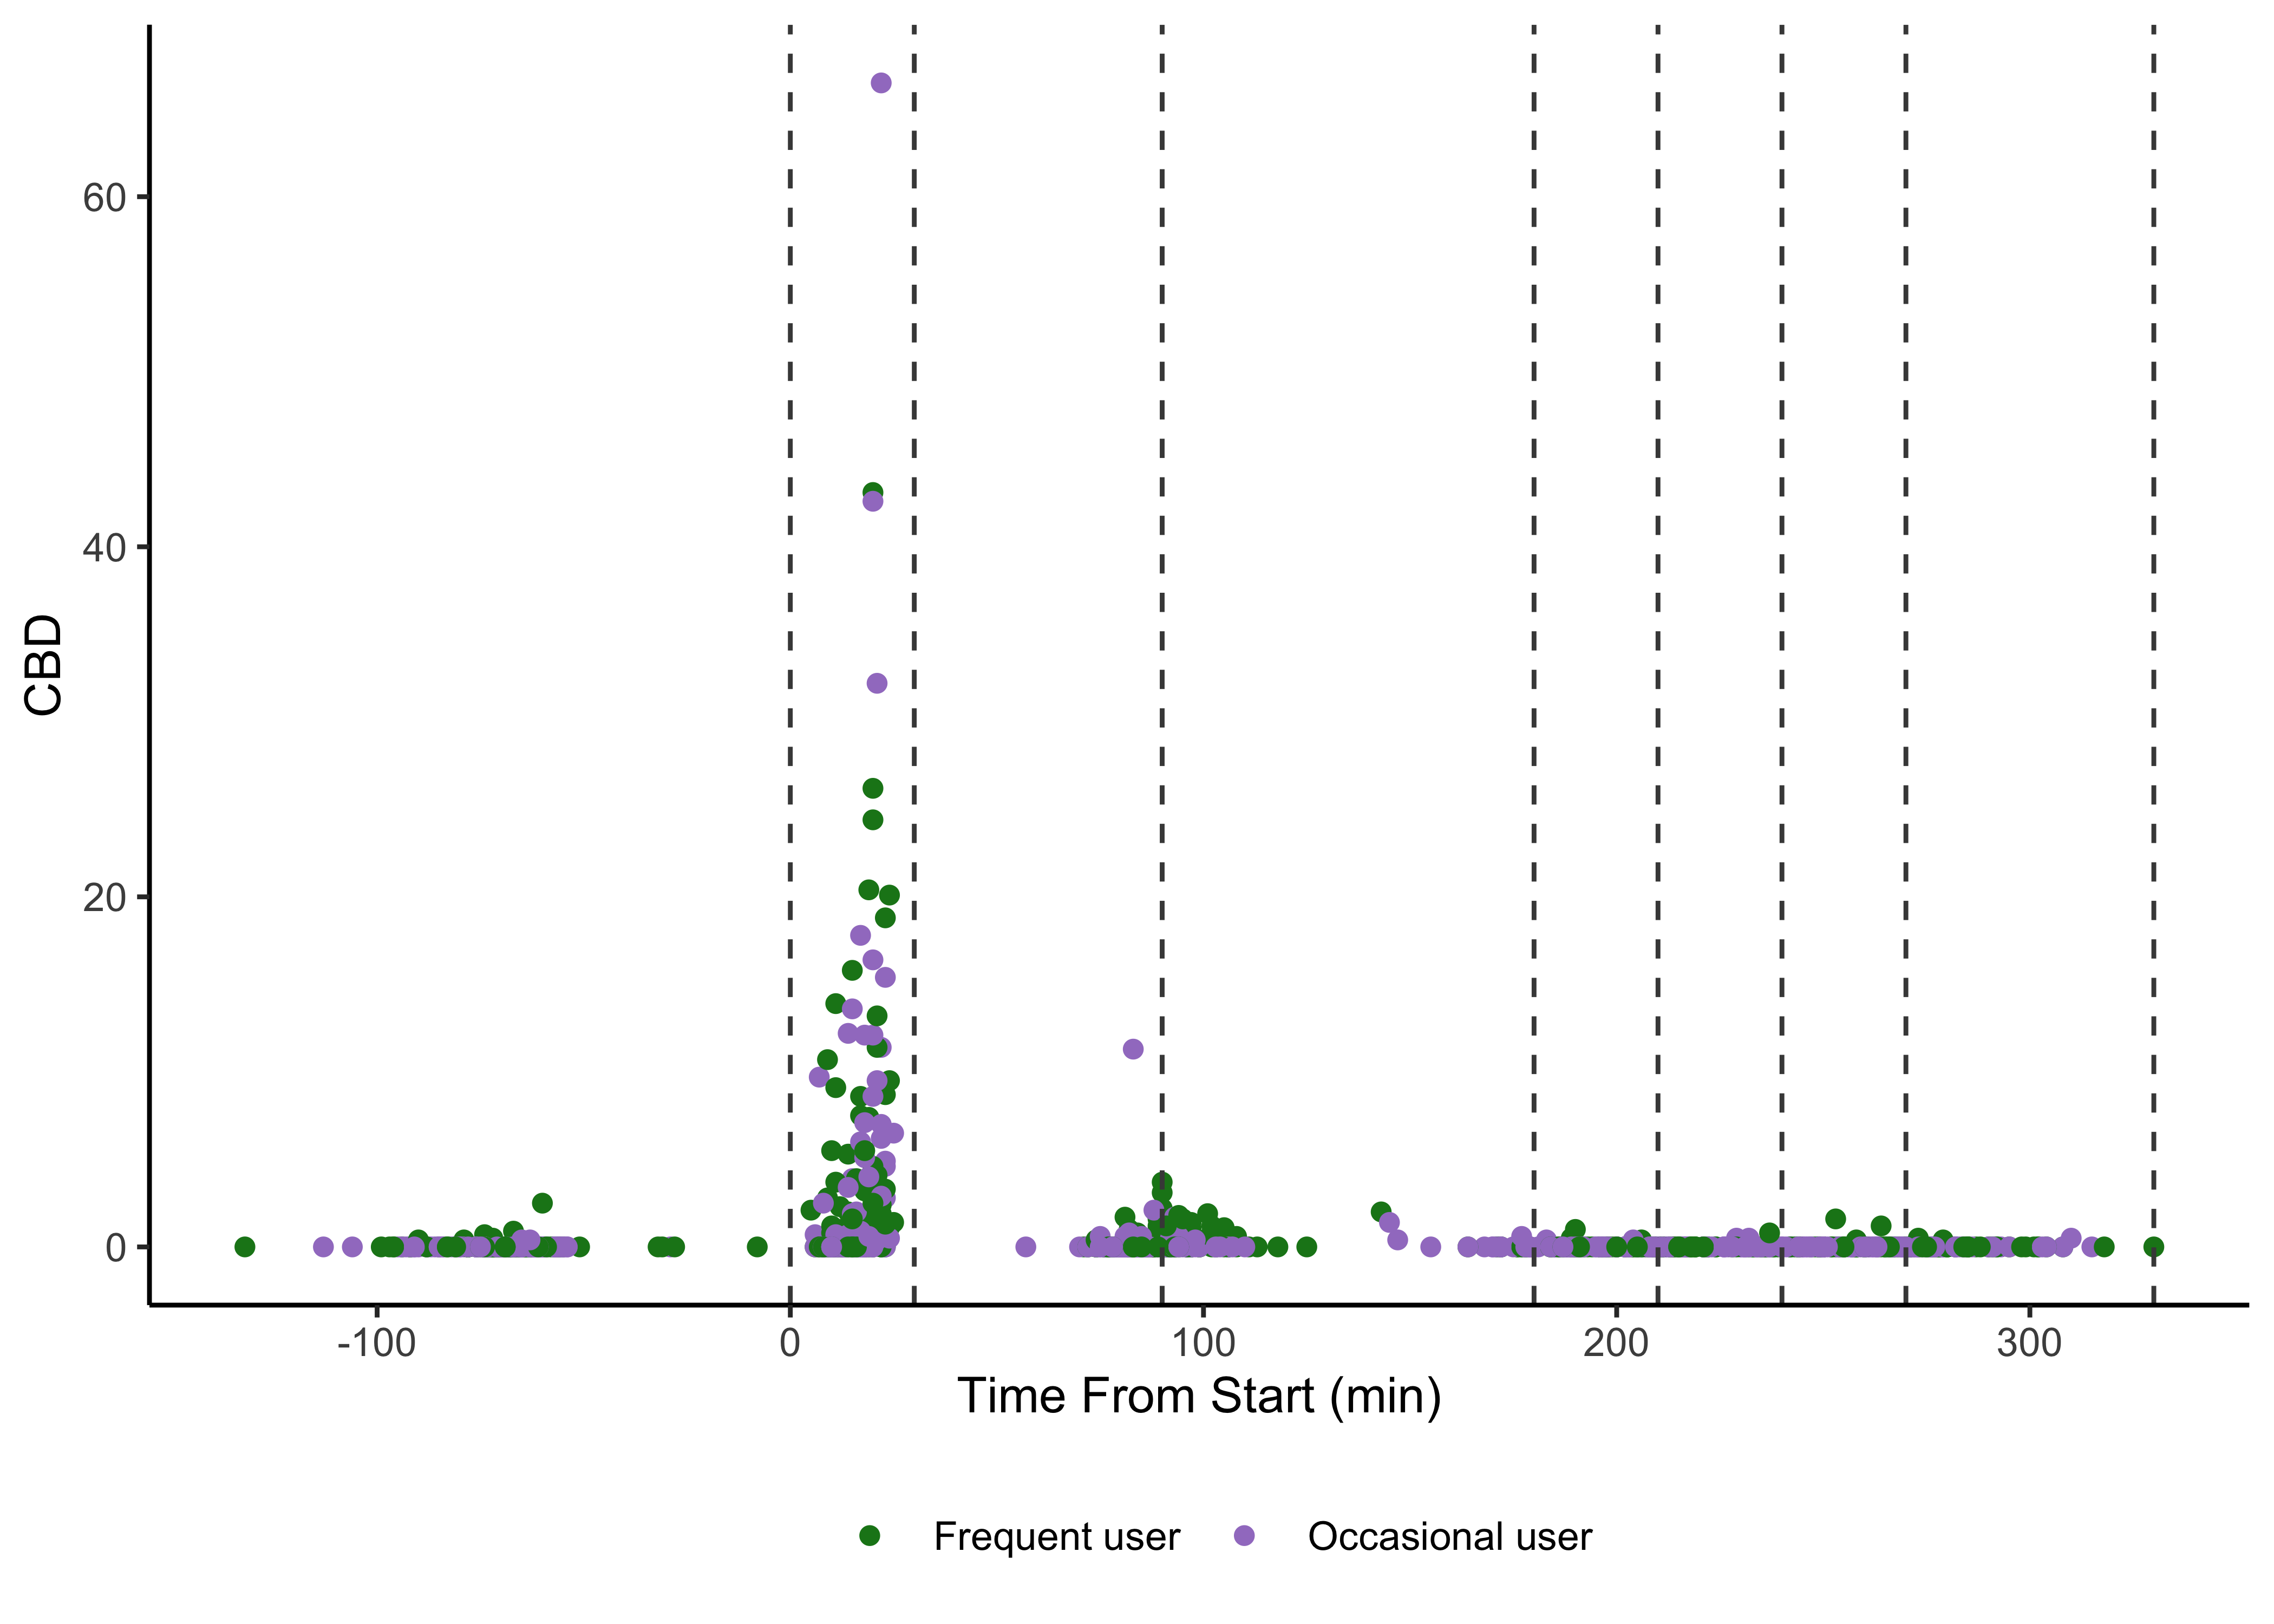 60
40
20
0
CBD
-100 0 100 200 300
Time From Start (min)
Frequent user Occasional user